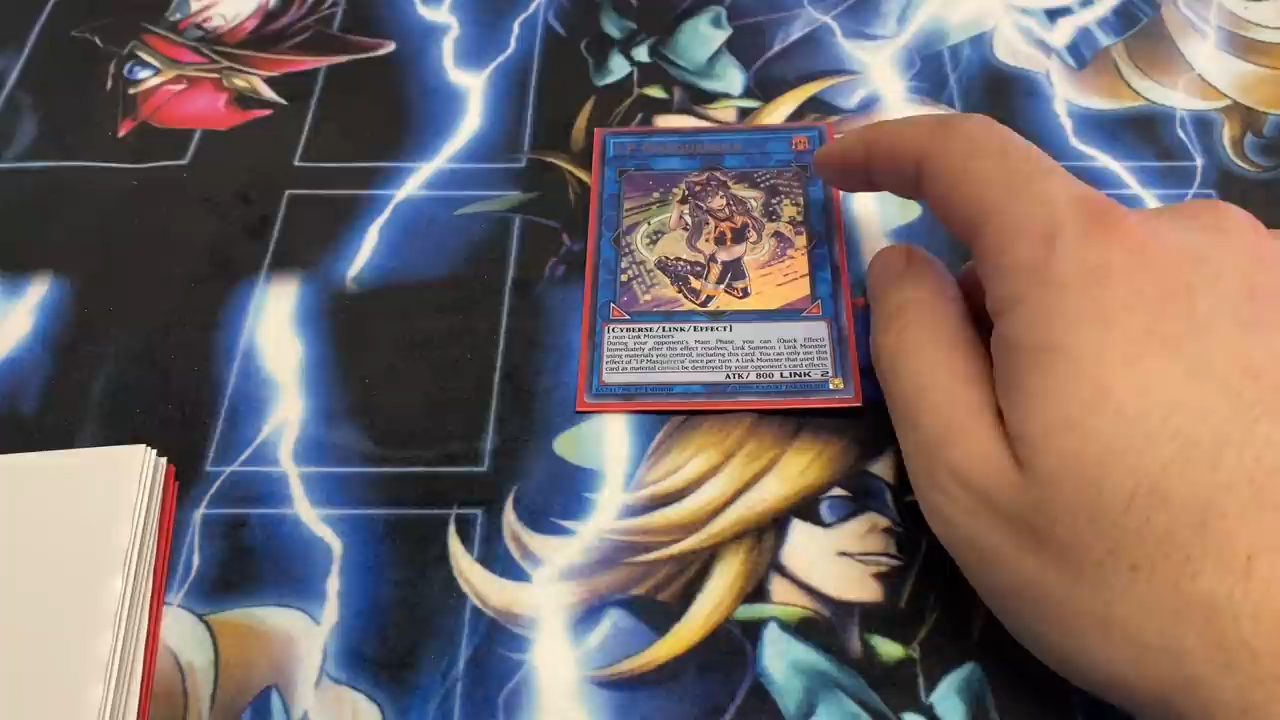 I:P MASQUERENA
[CYBERSE/LINK/EFFECT]
2 non-Link Monsters
During your opponent's Main Phase, you can (Quick Effect)
Immediately after this effect resolves, Link Summon 1 Link Monster
using materials you control, including this card. You can only use this
effect of "I:P Masquerena" once per turn. A Link Monster that used this
card as material cannot be destroyed by your opponent's card effects.
ATK/ 800 LINK-2
1st Edition
KAZUKI TAKAHASHI